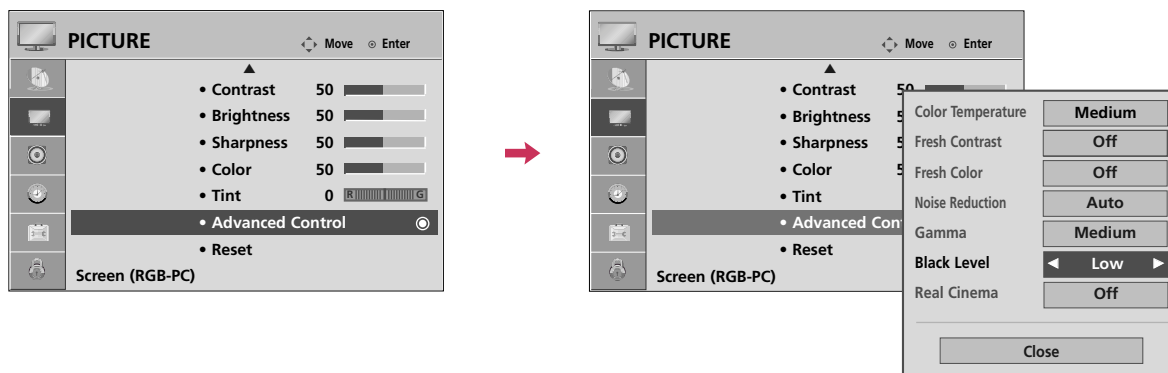 PICTURE
Move Enter
• Contrast 50
• Brightness 50
• Sharpness 50
• Color 50
• Tint 0 R G
• Advanced Control
• Reset
Screen (RGB-PC)
PICTURE
Move Enter
• Contrast
• Brightness
• Sharpness
• Color
• Tint
• Advanced
• Reset
Screen (RGB-PC)
Color Temperature Medium
Fresh Contrast Off
Fresh Color Off
Noise Reduction Auto
Gamma Medium
Black Level ◀ Low ▶
Real Cinema Off
Close